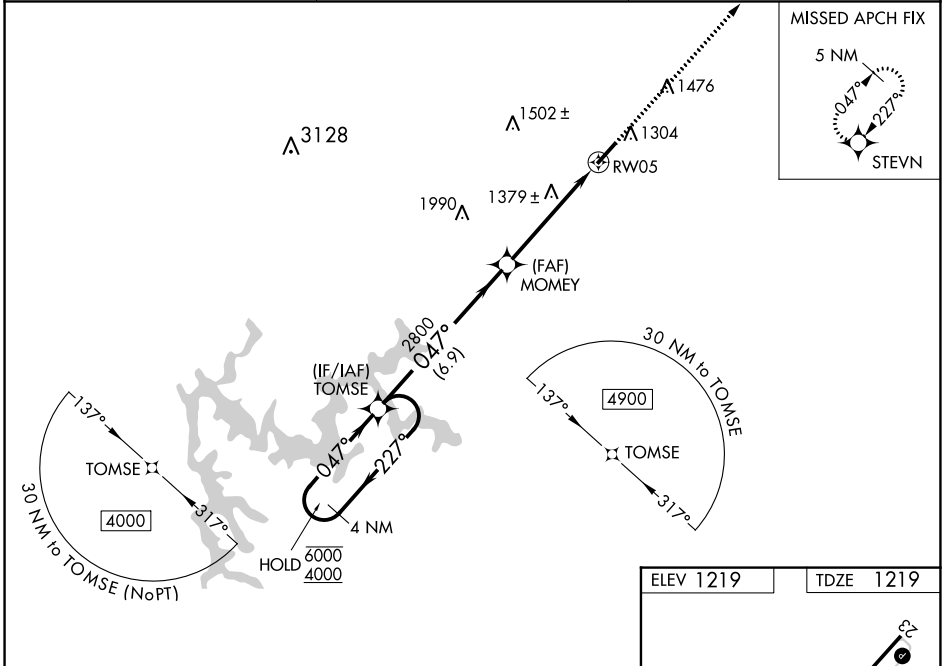 MISSED APCH FIX
5 NM
047°
227°
STEVN
1476
1502 ±
3128
1304
RW05
1379 ±
1990
(FAF)
MOMEY
2800
047°
(6.9)
(IF/IAF)
TOMSE
047°
227°
4 NM
HOLD 6000
4000
137°
TOMSE
317°
4000
30 NM to TOMSE (NoPT)
30 NM to TOMSE
137°
4900
TOMSE
317°
ELEV 1219
TDZE 1219
23
P